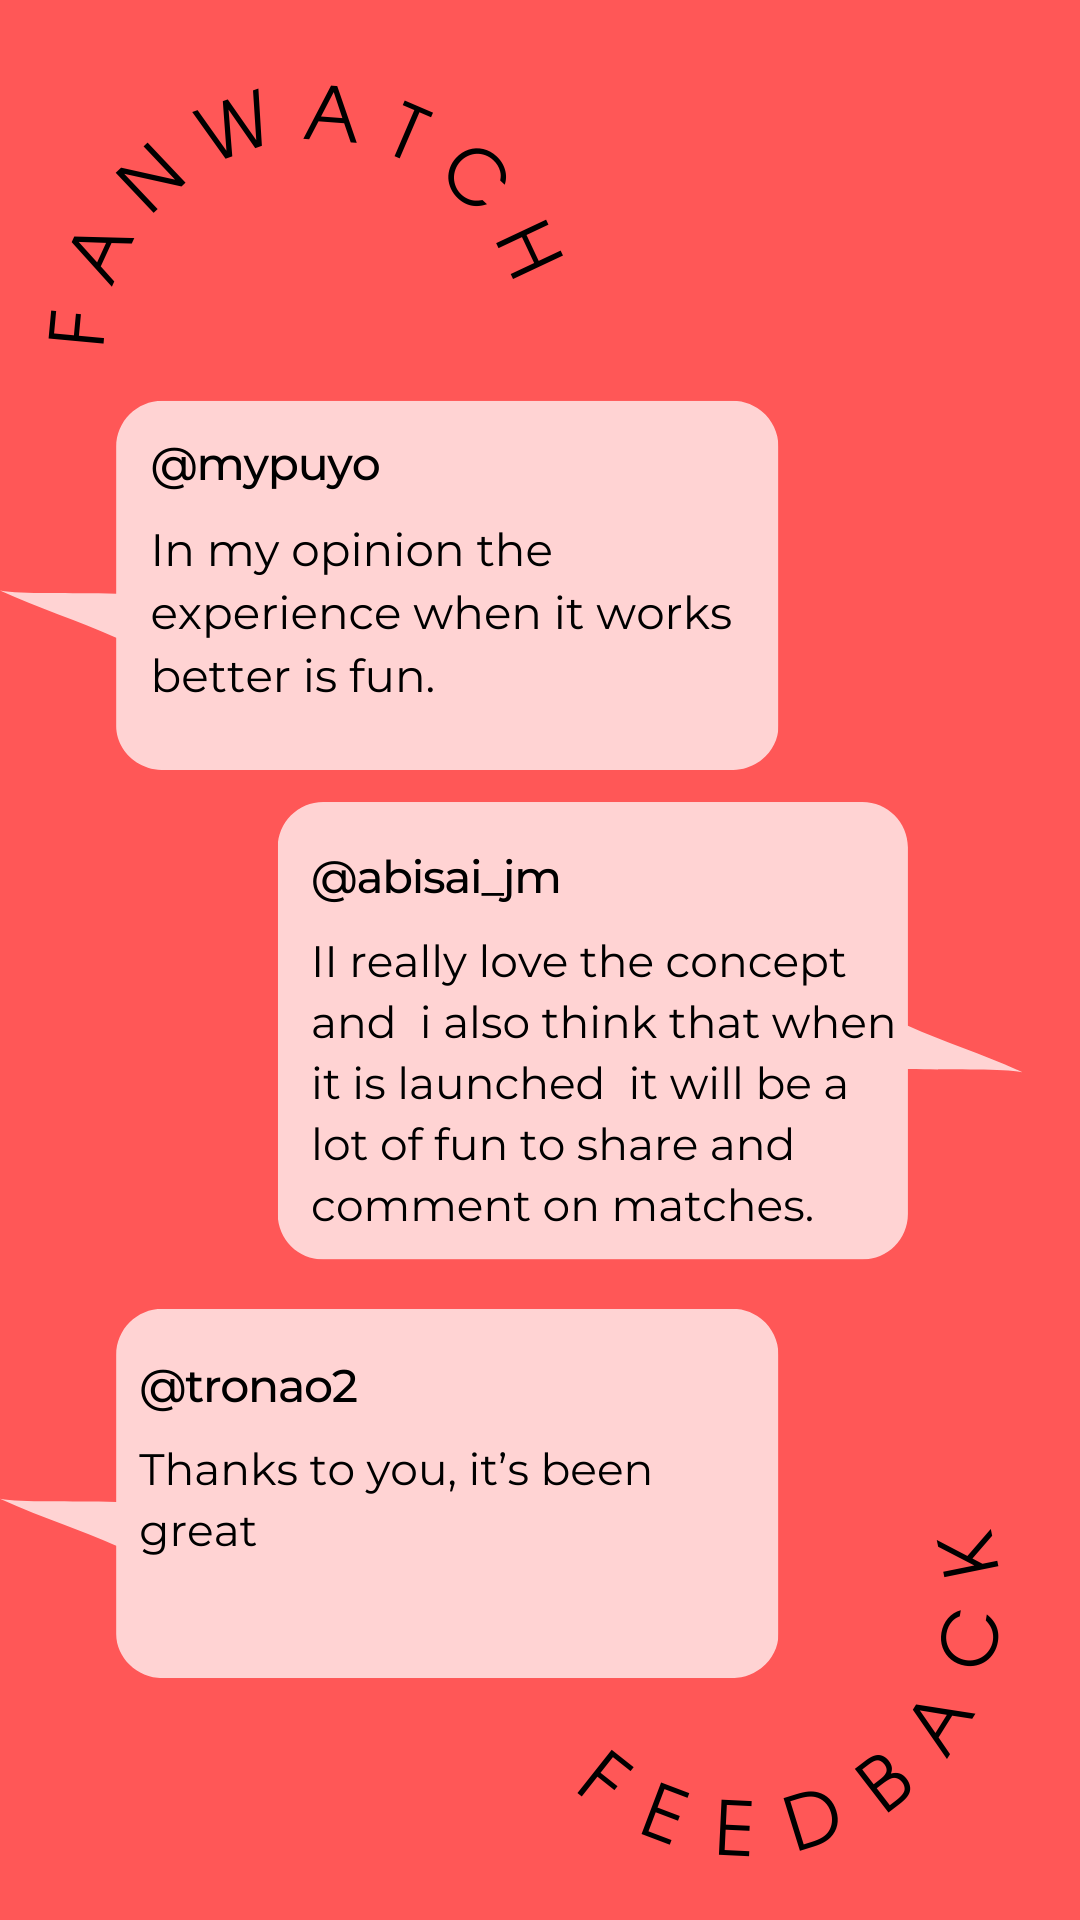 FANWATCH
@mypuyo
In my opinion the
experience when it works
better is fun.
@abisai_jm
II really love the concept
and  i also think that when
it is launched  it will be a
lot of fun to share and
comment on matches.
@tronao2
Thanks to you, it’s been
great
FEEDBACK